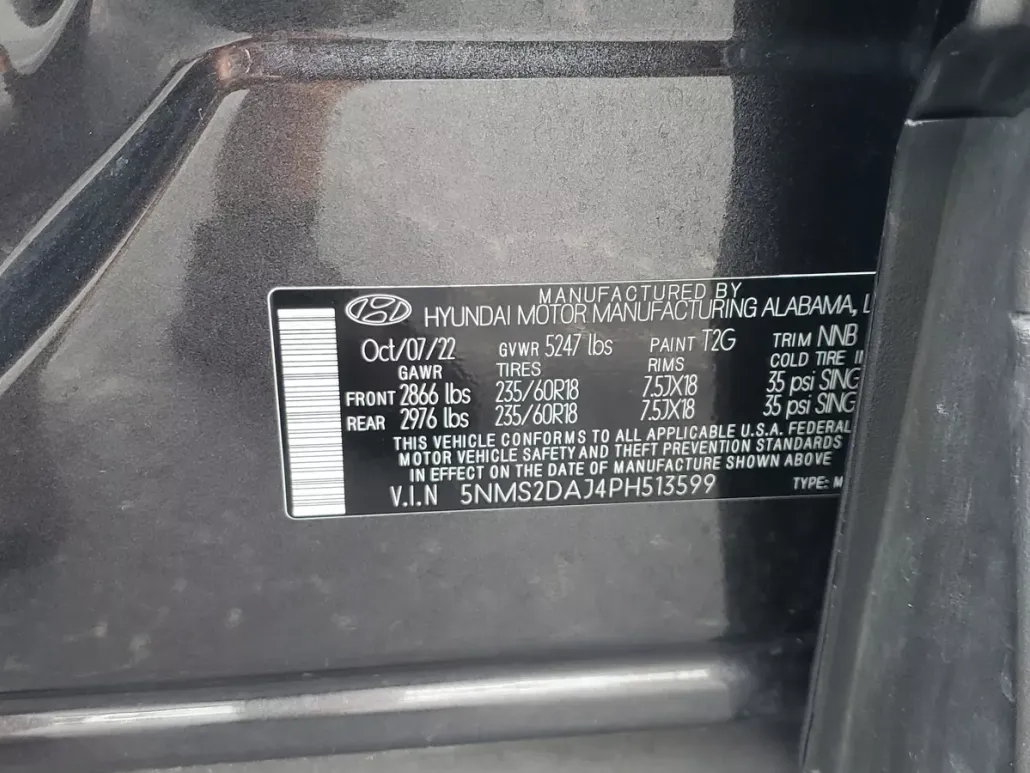 MANUFACTURED BY
HYUNDAI MOTOR MANUFACTURING ALABAMA, L
Oct/07/22 GVWR 5247 lbs PAINT T2G TRIM NNB
GAWR TIRES RIMS COLD TIRE
FRONT 2866 lbs 235/60R18 7.5JX18 35 psi SING
REAR 2976 lbs 235/60R18 7.5JX18 35 psi SING
THIS VEHICLE CONFORMS TO ALL APPLICABLE U.S.A. FEDERAL
MOTOR VEHICLE SAFETY AND THEFT PREVENTION STANDARDS
IN EFFECT ON THE DATE OF MANUFACTURING SHOWN ABOVE
V.I.N 5NMS2DAJ4PH513599 TYPE: M